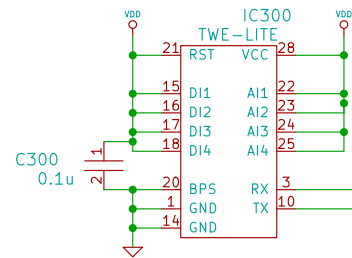 VDD IC300 VDD
TWE-LITE
21 RST VCC 28
15 DI1 AI1 22
16 DI2 AI2 23
17 DI3 AI3 24
18 DI4 AI4 25
C300 1
0.1u 2
20 BPS RX 3
1 GND TX 10
14 GND